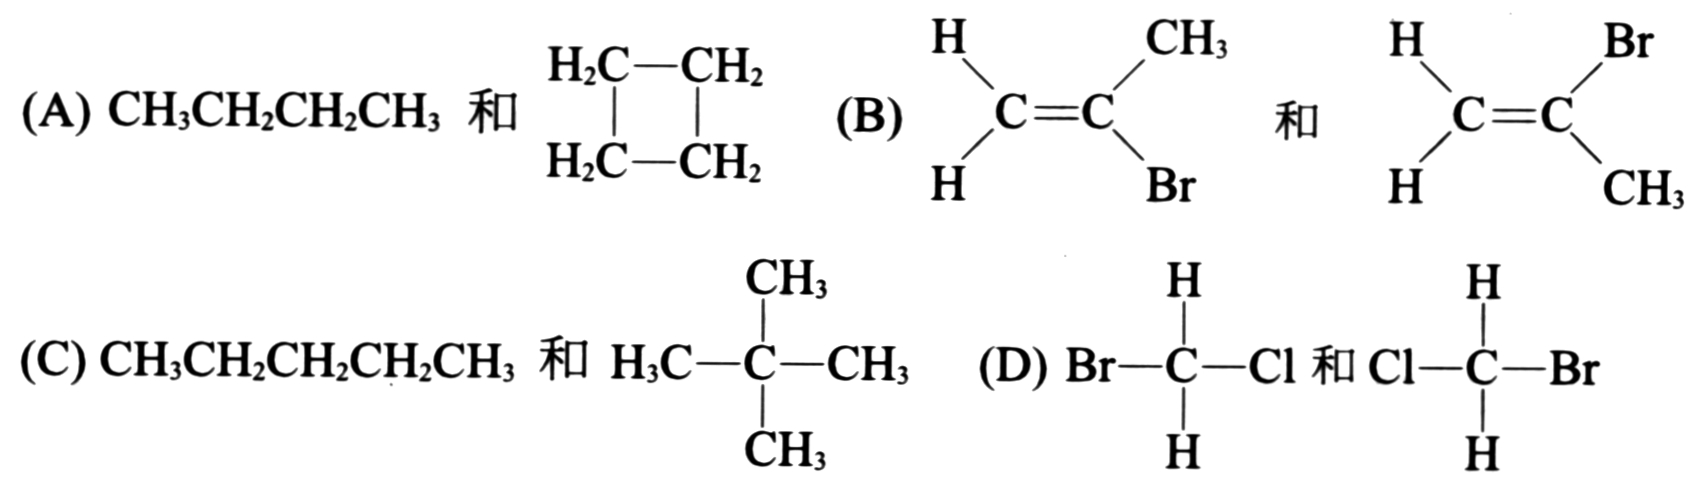 (A) CH₃CH₂CH₂CH₃ 和 H₂C—CH₂ H₂C—CH₂ (B) H H C=C CH₃ Br 和 H H C=C Br CH₃
(C) CH₃CH₂CH₂CH₂CH₃ 和 CH₃ H₃C—C—CH₃ CH₃ (D) H Br—C—Cl H 和 H Cl—C—Br H